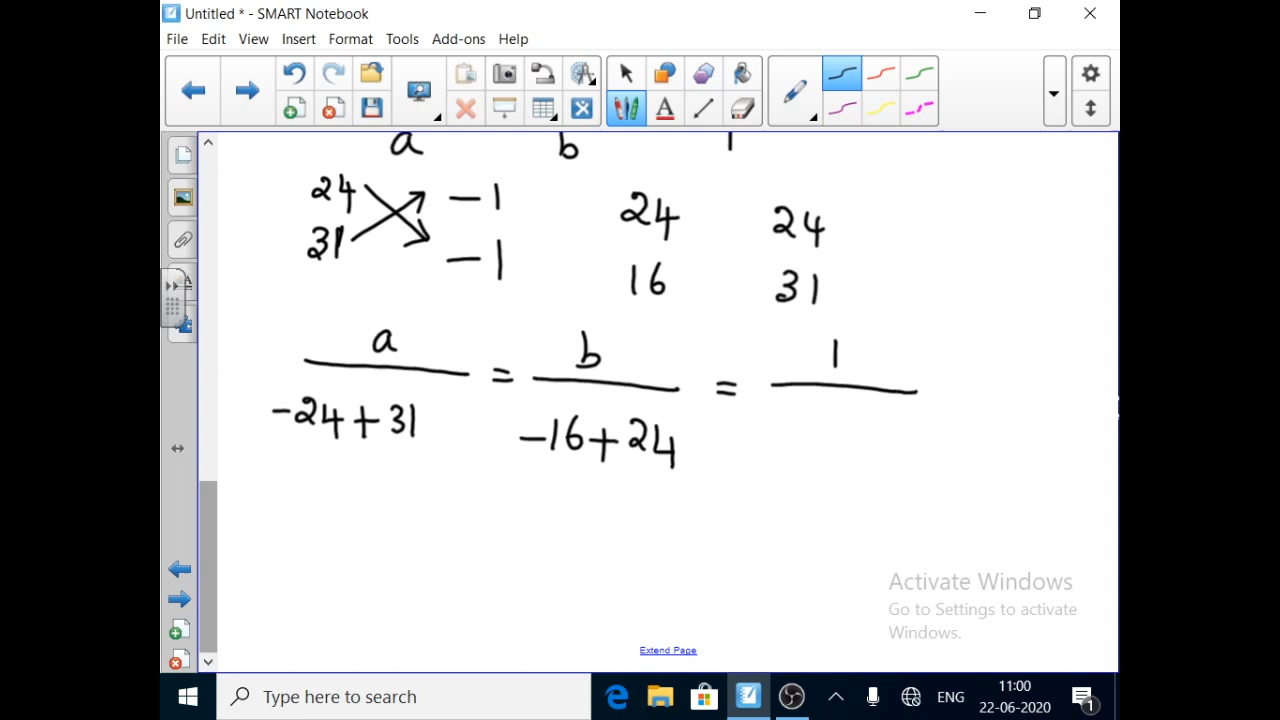 Untitled * - SMART Notebook
File Edit View Insert Format Tools Add-ons Help
a b 1
24 -1 24 24
31 -1 16 31
a = b = 1
-24+31 -16+24
Activate Windows
Go to Settings to activate
Windows.
Extend Page
Type here to search
ENG
11:00
22-06-2020
1